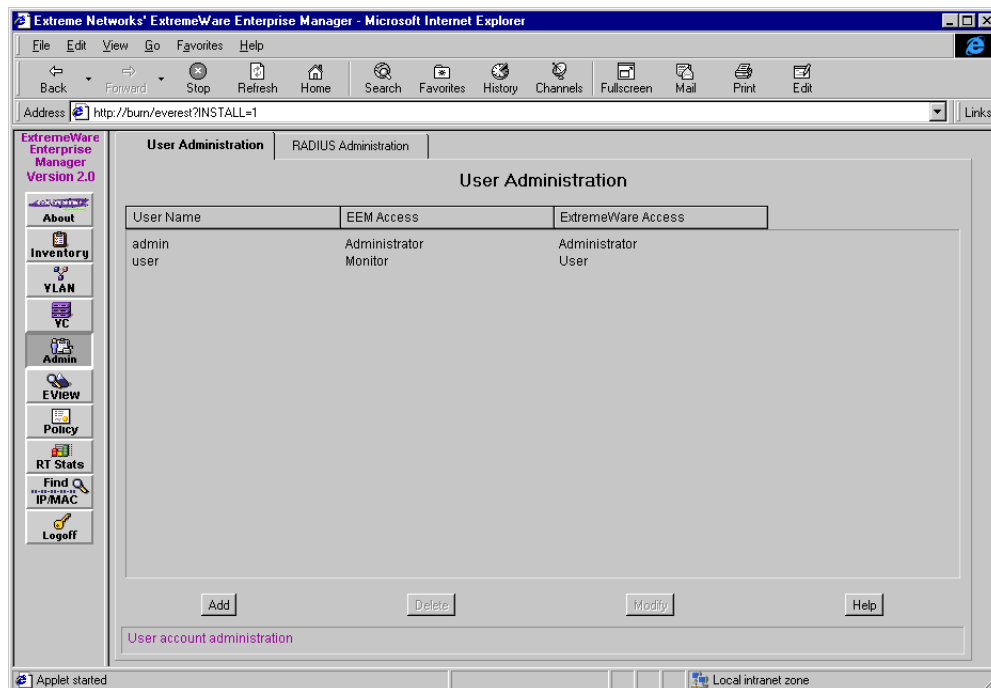 Extreme Networks' ExtremeWare Enterprise Manager - Microsoft Internet Explorer
File Edit View Go Favorites Help
Back Forward Stop Refresh Home Search Favorites History Channels Fullscreen Mail Print Edit
Address http://burn/everest?INSTALL=1 Links
ExtremeWare
Enterprise
Manager
Version 2.0
About
Inventory
VLAN
VC
Admin
EView
Policy
RT Stats
Find
IP/MAC
Logoff
User Administration RADIUS Administration
User Administration
User Name EEM Access ExtremeWare Access
admin Administrator Administrator
user Monitor User
Add Delete Modify Help
User account administration
Applet started Local intranet zone